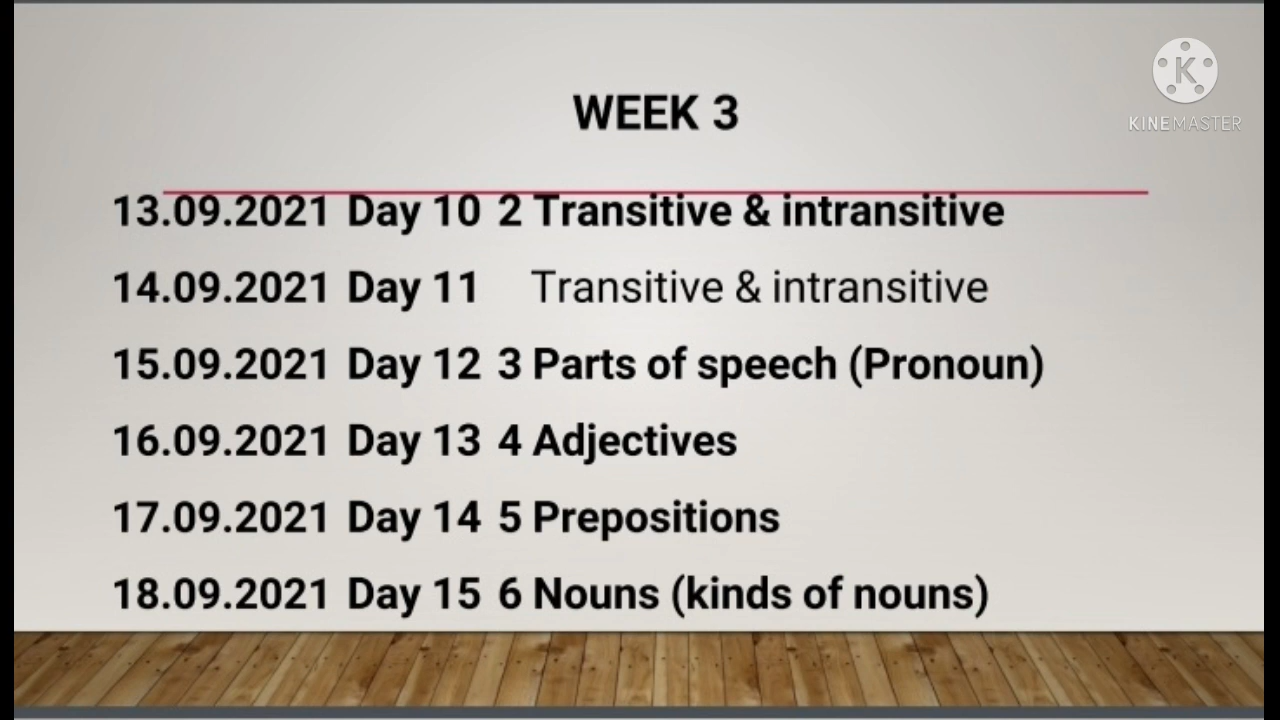 WEEK 3
K
KINEMASTER
13.09.2021 Day 10 2 Transitive & intransitive
14.09.2021 Day 11 Transitive & intransitive
15.09.2021 Day 12 3 Parts of speech (Pronoun)
16.09.2021 Day 13 4 Adjectives
17.09.2021 Day 14 5 Prepositions
18.09.2021 Day 15 6 Nouns (kinds of nouns)